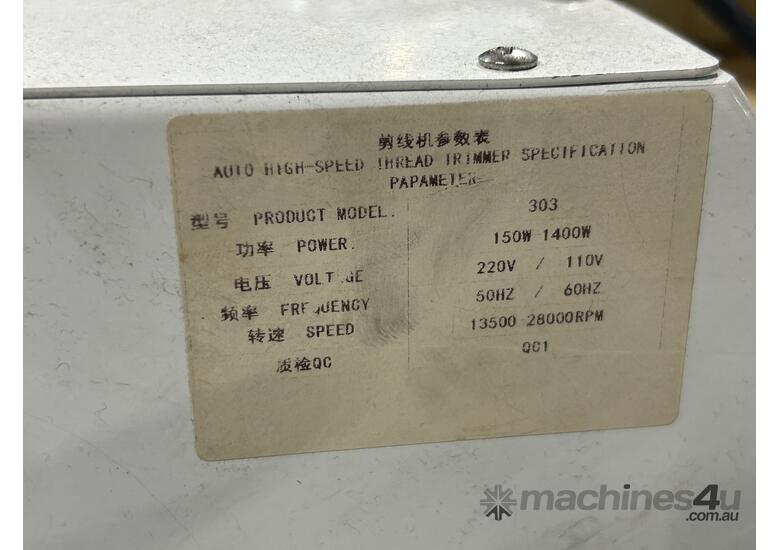 剪线机参数表
AUTO HIGH-SPEED THREAD TRIMMER SPECIFICATION
PAPAMETER
型号 PRODUCT MODEL. 303
功率 POWER. 150W-1400W
电压 VOLT GE 220V / 110V
频率 FREQUENCY 50HZ / 60HZ
转速 SPEED 13500-28000RPM
质检QC QC1
machines4u
.com.au